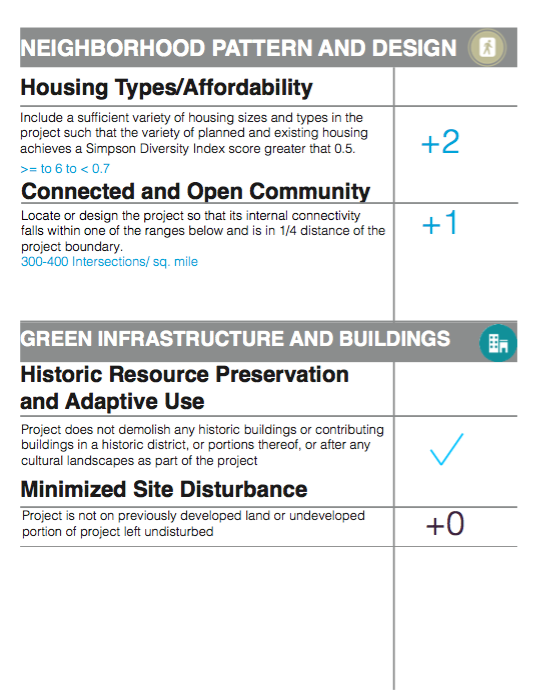 NEIGHBORHOOD PATTERN AND DESIGN
Housing Types/Affordability
Include a sufficient variety of housing sizes and types in the
project such that the variety of planned and existing housing
achieves a Simpson Diversity Index score greater that 0.5.
+2
>= to 6 to < 0.7
Connected and Open Community
Locate or design the project so that its internal connectivity
falls within one of the ranges below and is in 1/4 distance of the
project boundary.
+1
300-400 Intersections/ sq. mile
GREEN INFRASTRUCTURE AND BUILDINGS
Historic Resource Preservation
and Adaptive Use
Project does not demolish any historic buildings or contributing
buildings in a historic district, or portions thereof, or after any
cultural landscapes as part of the project
Minimized Site Disturbance
Project is not on previously developed land or undeveloped
portion of project left undisturbed
+0